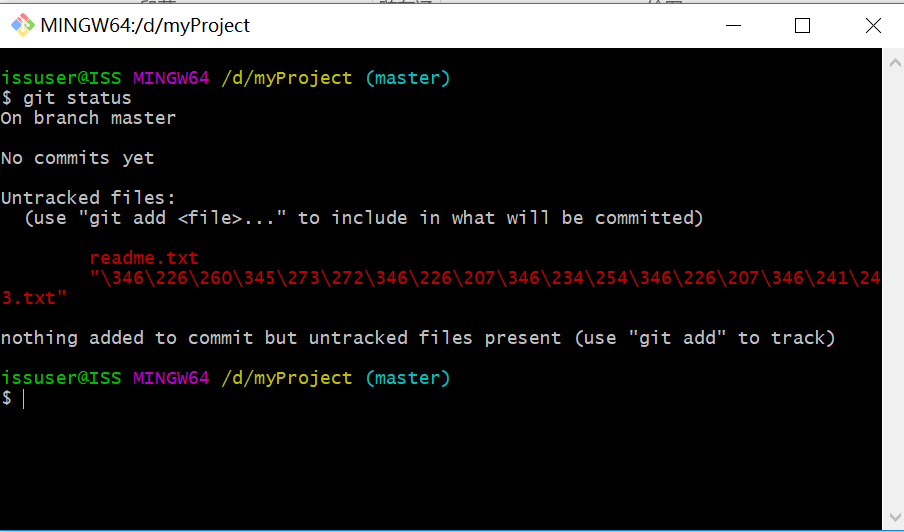 MINGW64:/d/myProject
issuser@ISS MINGW64 /d/myProject (master)
$ git status
On branch master
No commits yet
Untracked files:
(use "git add <file>..." to include in what will be committed)
readme.txt
"\346\226\260\345\273\272\346\226\207\346\234\254\346\226\207\346\241\24
3.txt"
nothing added to commit but untracked files present (use "git add" to track)
issuser@ISS MINGW64 /d/myProject (master)
$